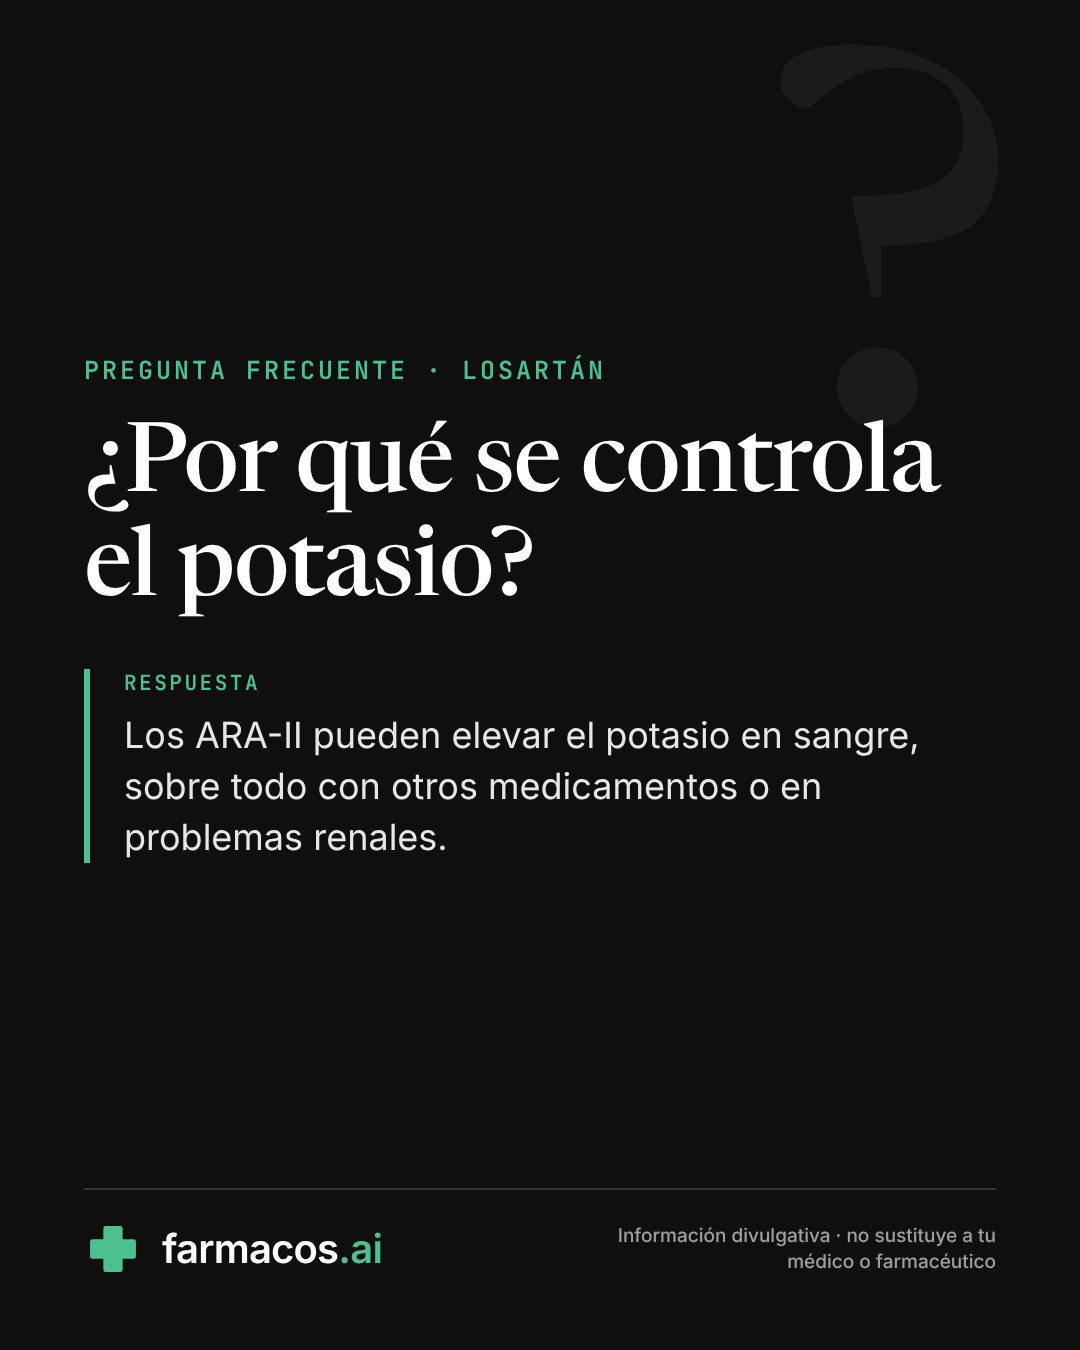 ?
PREGUNTA FRECUENTE · LOSARTÁN
¿Por qué se controla
el potasio?
RESPUESTA
Los ARA-II pueden elevar el potasio en sangre,
sobre todo con otros medicamentos o en
problemas renales.
farmacos.ai
Información divulgativa · no sustituye a tu
médico o farmacéutico